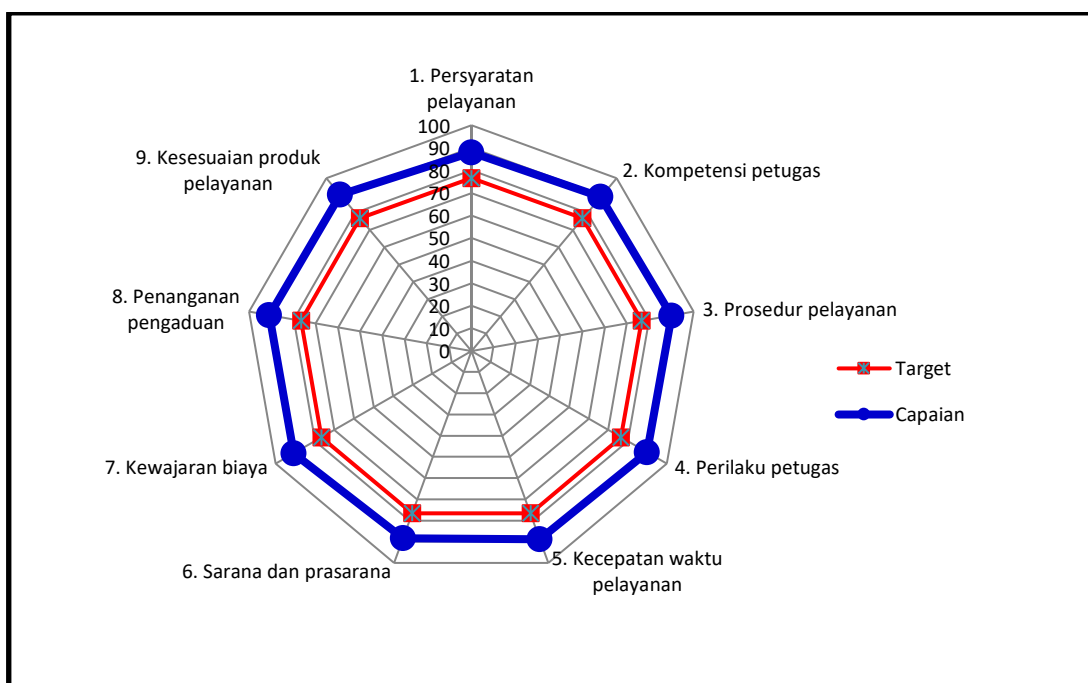 1. Persyaratan
pelayanan
2. Kompetensi petugas
3. Prosedur pelayanan
4. Perilaku petugas
5. Kecepatan waktu
pelayanan
6. Sarana dan prasarana
7. Kewajaran biaya
8. Penanganan
pengaduan
9. Kesesuaian produk
pelayanan
100
90
80
70
60
50
40
30
20
10
0
Target
Capaian